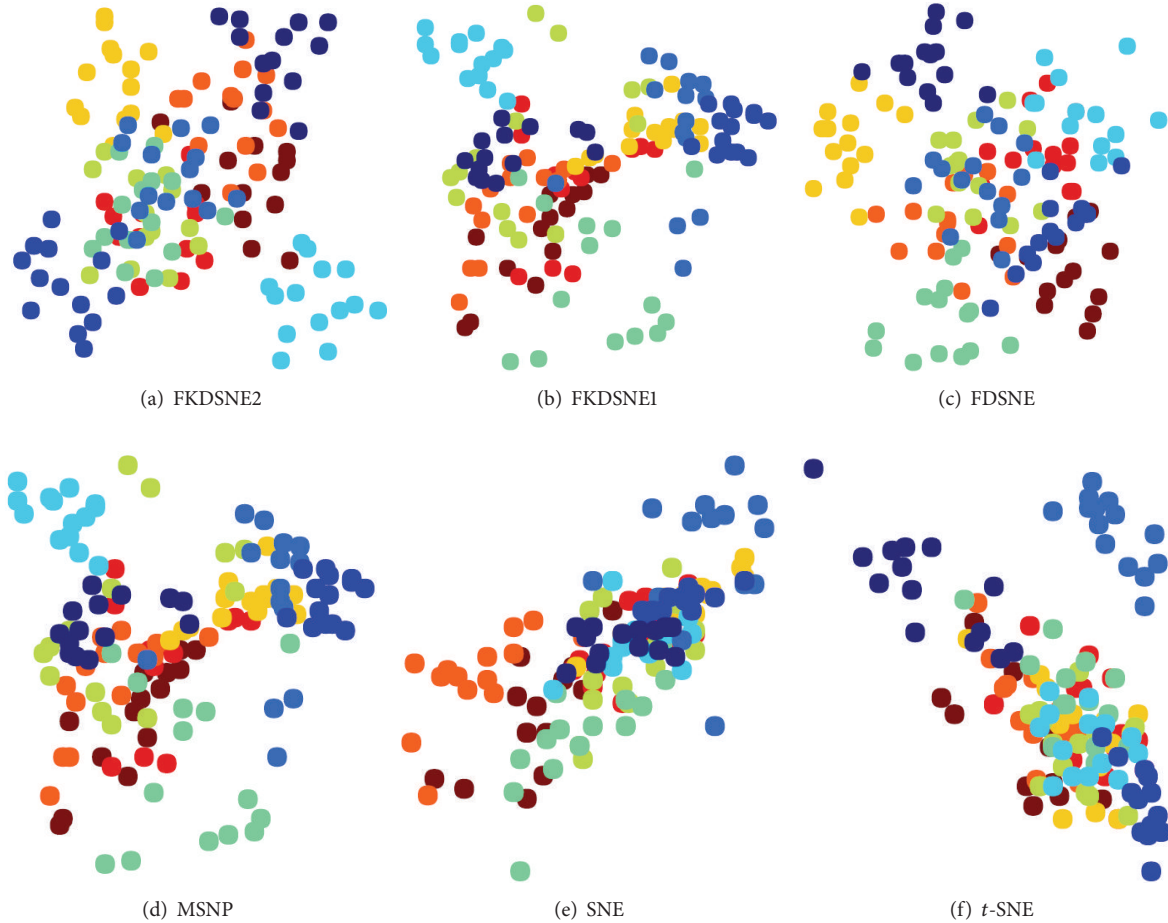 (a) FKDSNE2
(b) FKDSNE1
(c) FDSNE
(d) MSNP
(e) SNE
(f) t-SNE